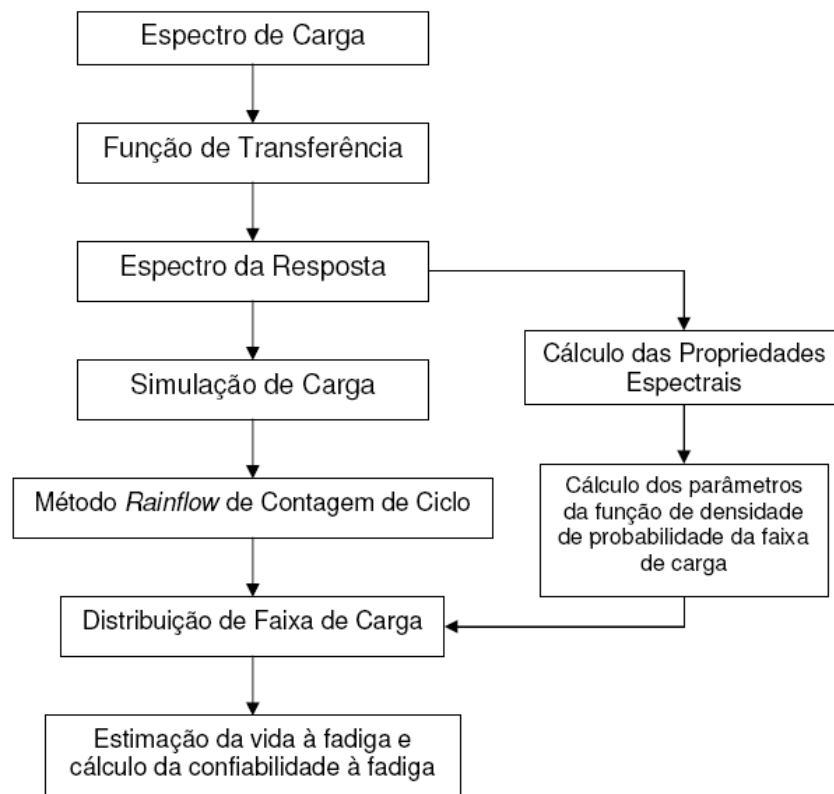 Espectro de Carga
Função de Transferência
Espectro da Resposta
Cálculo das Propriedades
Espectrais
Simulação de Carga
Método Rainflow de Contagem de Ciclo
Cálculo dos parâmetros
da função de densidade
de probabilidade da faixa
de carga
Distribuição de Faixa de Carga
Estimação da vida à fadiga e
cálculo da confiabilidade à fadiga